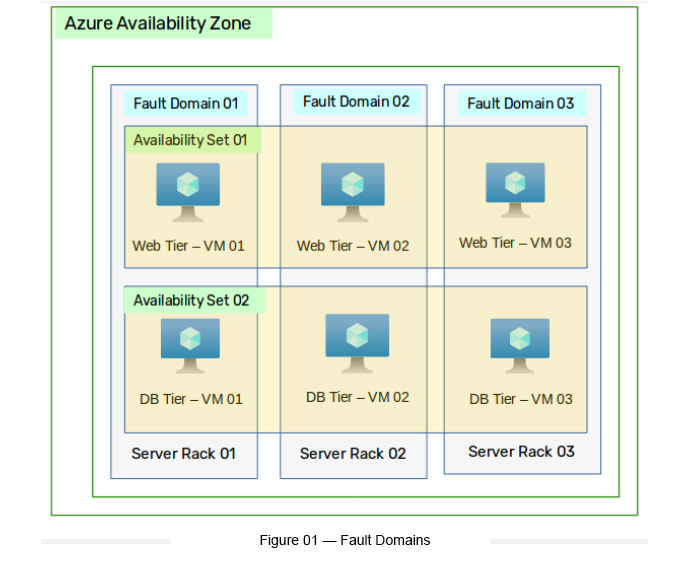 Azure Availability Zone
Fault Domain 01
Fault Domain 02
Fault Domain 03
Availability Set 01
Web Tier – VM 01
Web Tier – VM 02
Web Tier – VM 03
Availability Set 02
DB Tier – VM 01
DB Tier – VM 02
DB Tier – VM 03
Server Rack 01
Server Rack 02
Server Rack 03
Figure 01 — Fault Domains